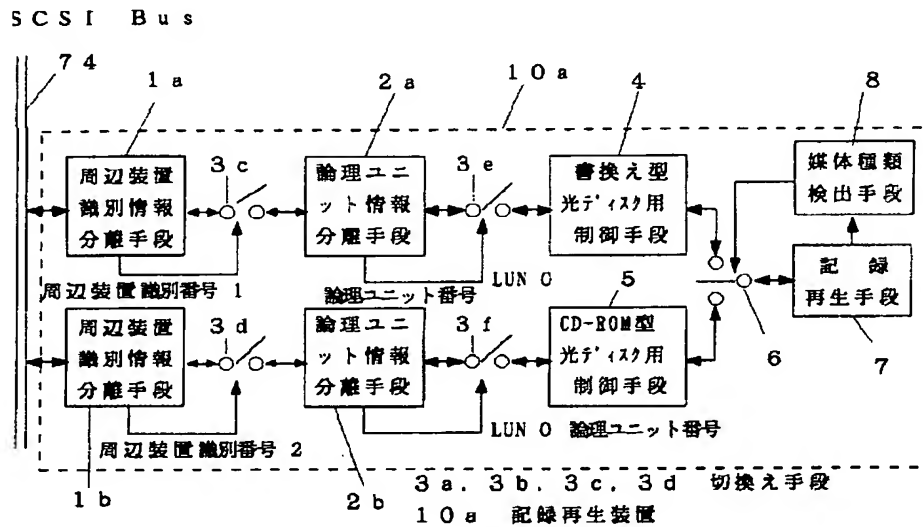 SCSI Bus
74
1a
2a
10a
4
8
周辺装置
識別情報
分離手段
3c
論理ユニ
ット情報
分離手段
3e
書換え型
光ディスク用
制御手段
媒体種類
検出手段
周辺装置識別番号 1
論理ユニット番号
LUN 0
5
記 録
再生手段
周辺装置
識別情報
分離手段
3d
論理ユニ
ット情報
分離手段
3f
CD-ROM型
光ディスク用
制御手段
6
7
周辺装置識別番号 2
LUN 0 論理ユニット番号
1b
2b
3a, 3b, 3c, 3d 切換え手段
10a 記録再生装置